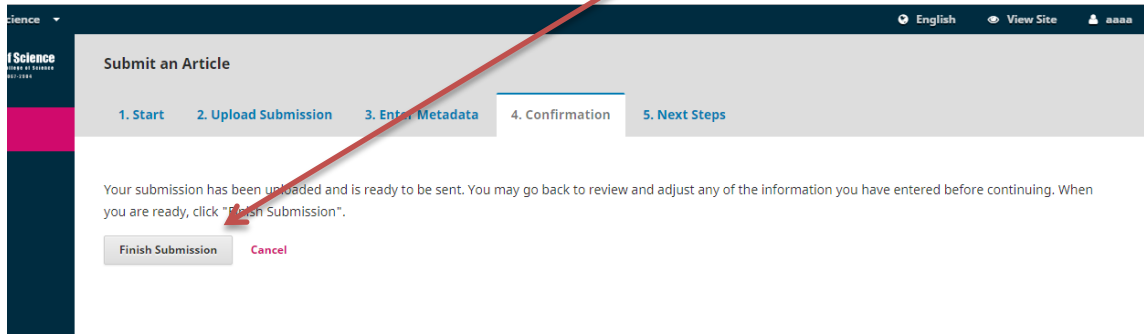 cience
English
View Site
aaaa
f Science
Submit an Article
1. Start
2. Upload Submission
3. Enter Metadata
4. Confirmation
5. Next Steps
Your submission has been uploaded and is ready to be sent. You may go back to review and adjust any of the information you have entered before continuing. When
you are ready, click "Finish Submission".
Finish Submission
Cancel